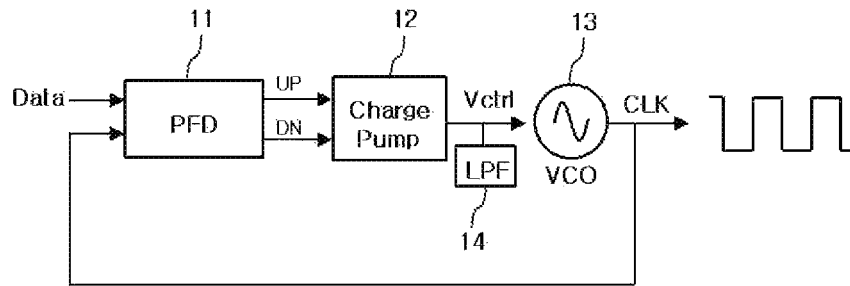 11
12
13
Data
PFD
UP
DN
Charge
Pump
Vctrl
CLK
LPF
VCO
14